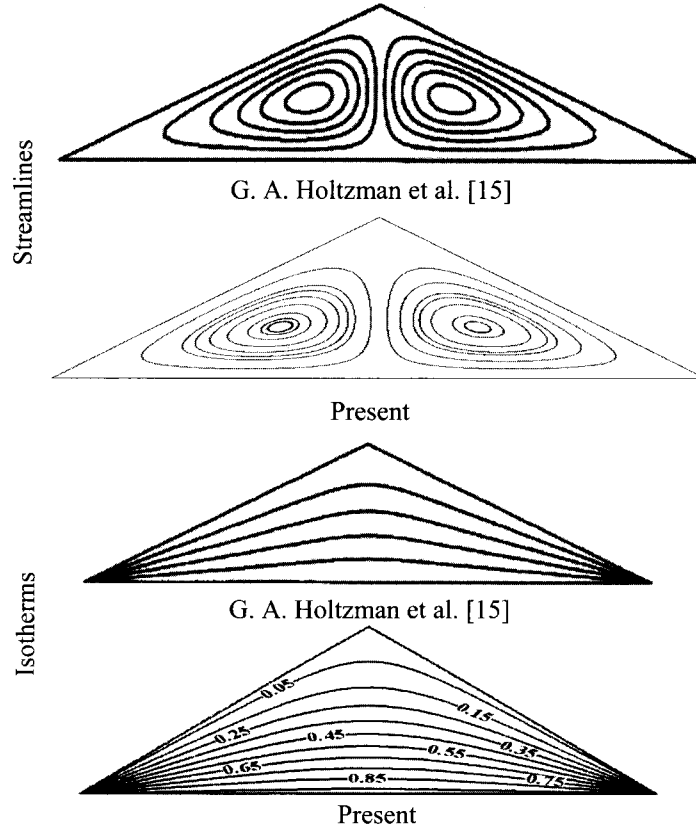 Streamlines
G. A. Holtzman et al. [15]
Present
Isotherms
G. A. Holtzman et al. [15]
0.05
0.15
0.25
0.45
0.35
0.55
0.65
0.85
0.75
Present